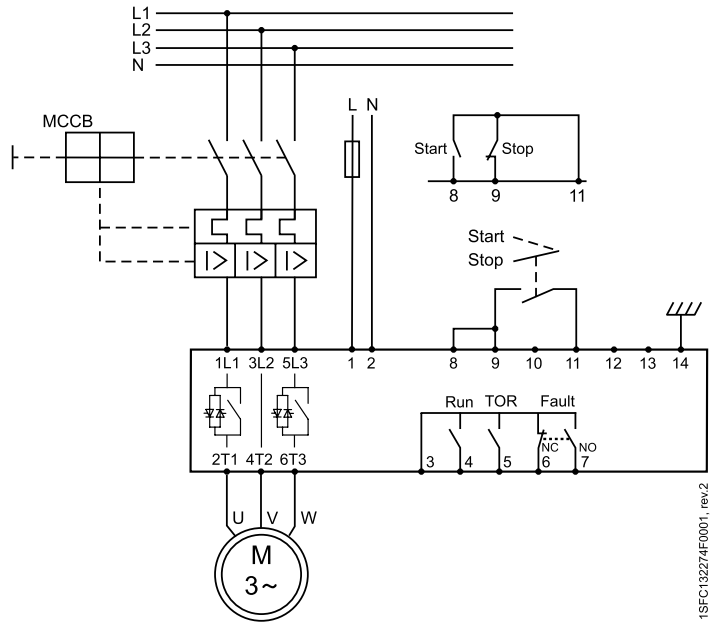 L1
L2
L3
N
MCCB
L N
Start Stop
8 9 11
Start
Stop
I> I> I>
1L1 3L2 5L3 1 2 8 9 10 11 12 13 14
Run TOR Fault
NC NO
2T1 4T2 6T3 3 4 5 6 7
U V W
M
3~
1SFC132274F0001, rev.2